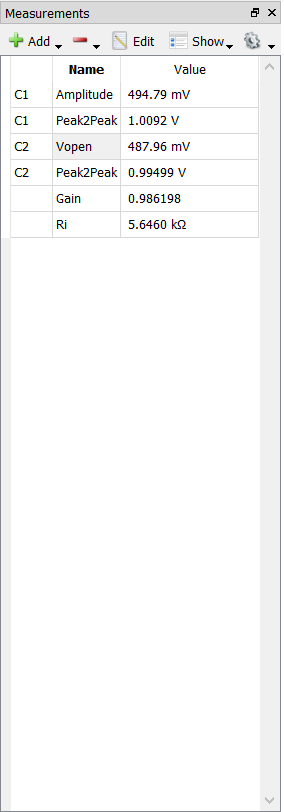 Measurements
Add Edit Show
Name Value
C1 Amplitude 494.79 mV
C1 Peak2Peak 1.0092 V
C2 Vopen 487.96 mV
C2 Peak2Peak 0.99499 V
Gain 0.986198
Ri 5.6460 kΩ